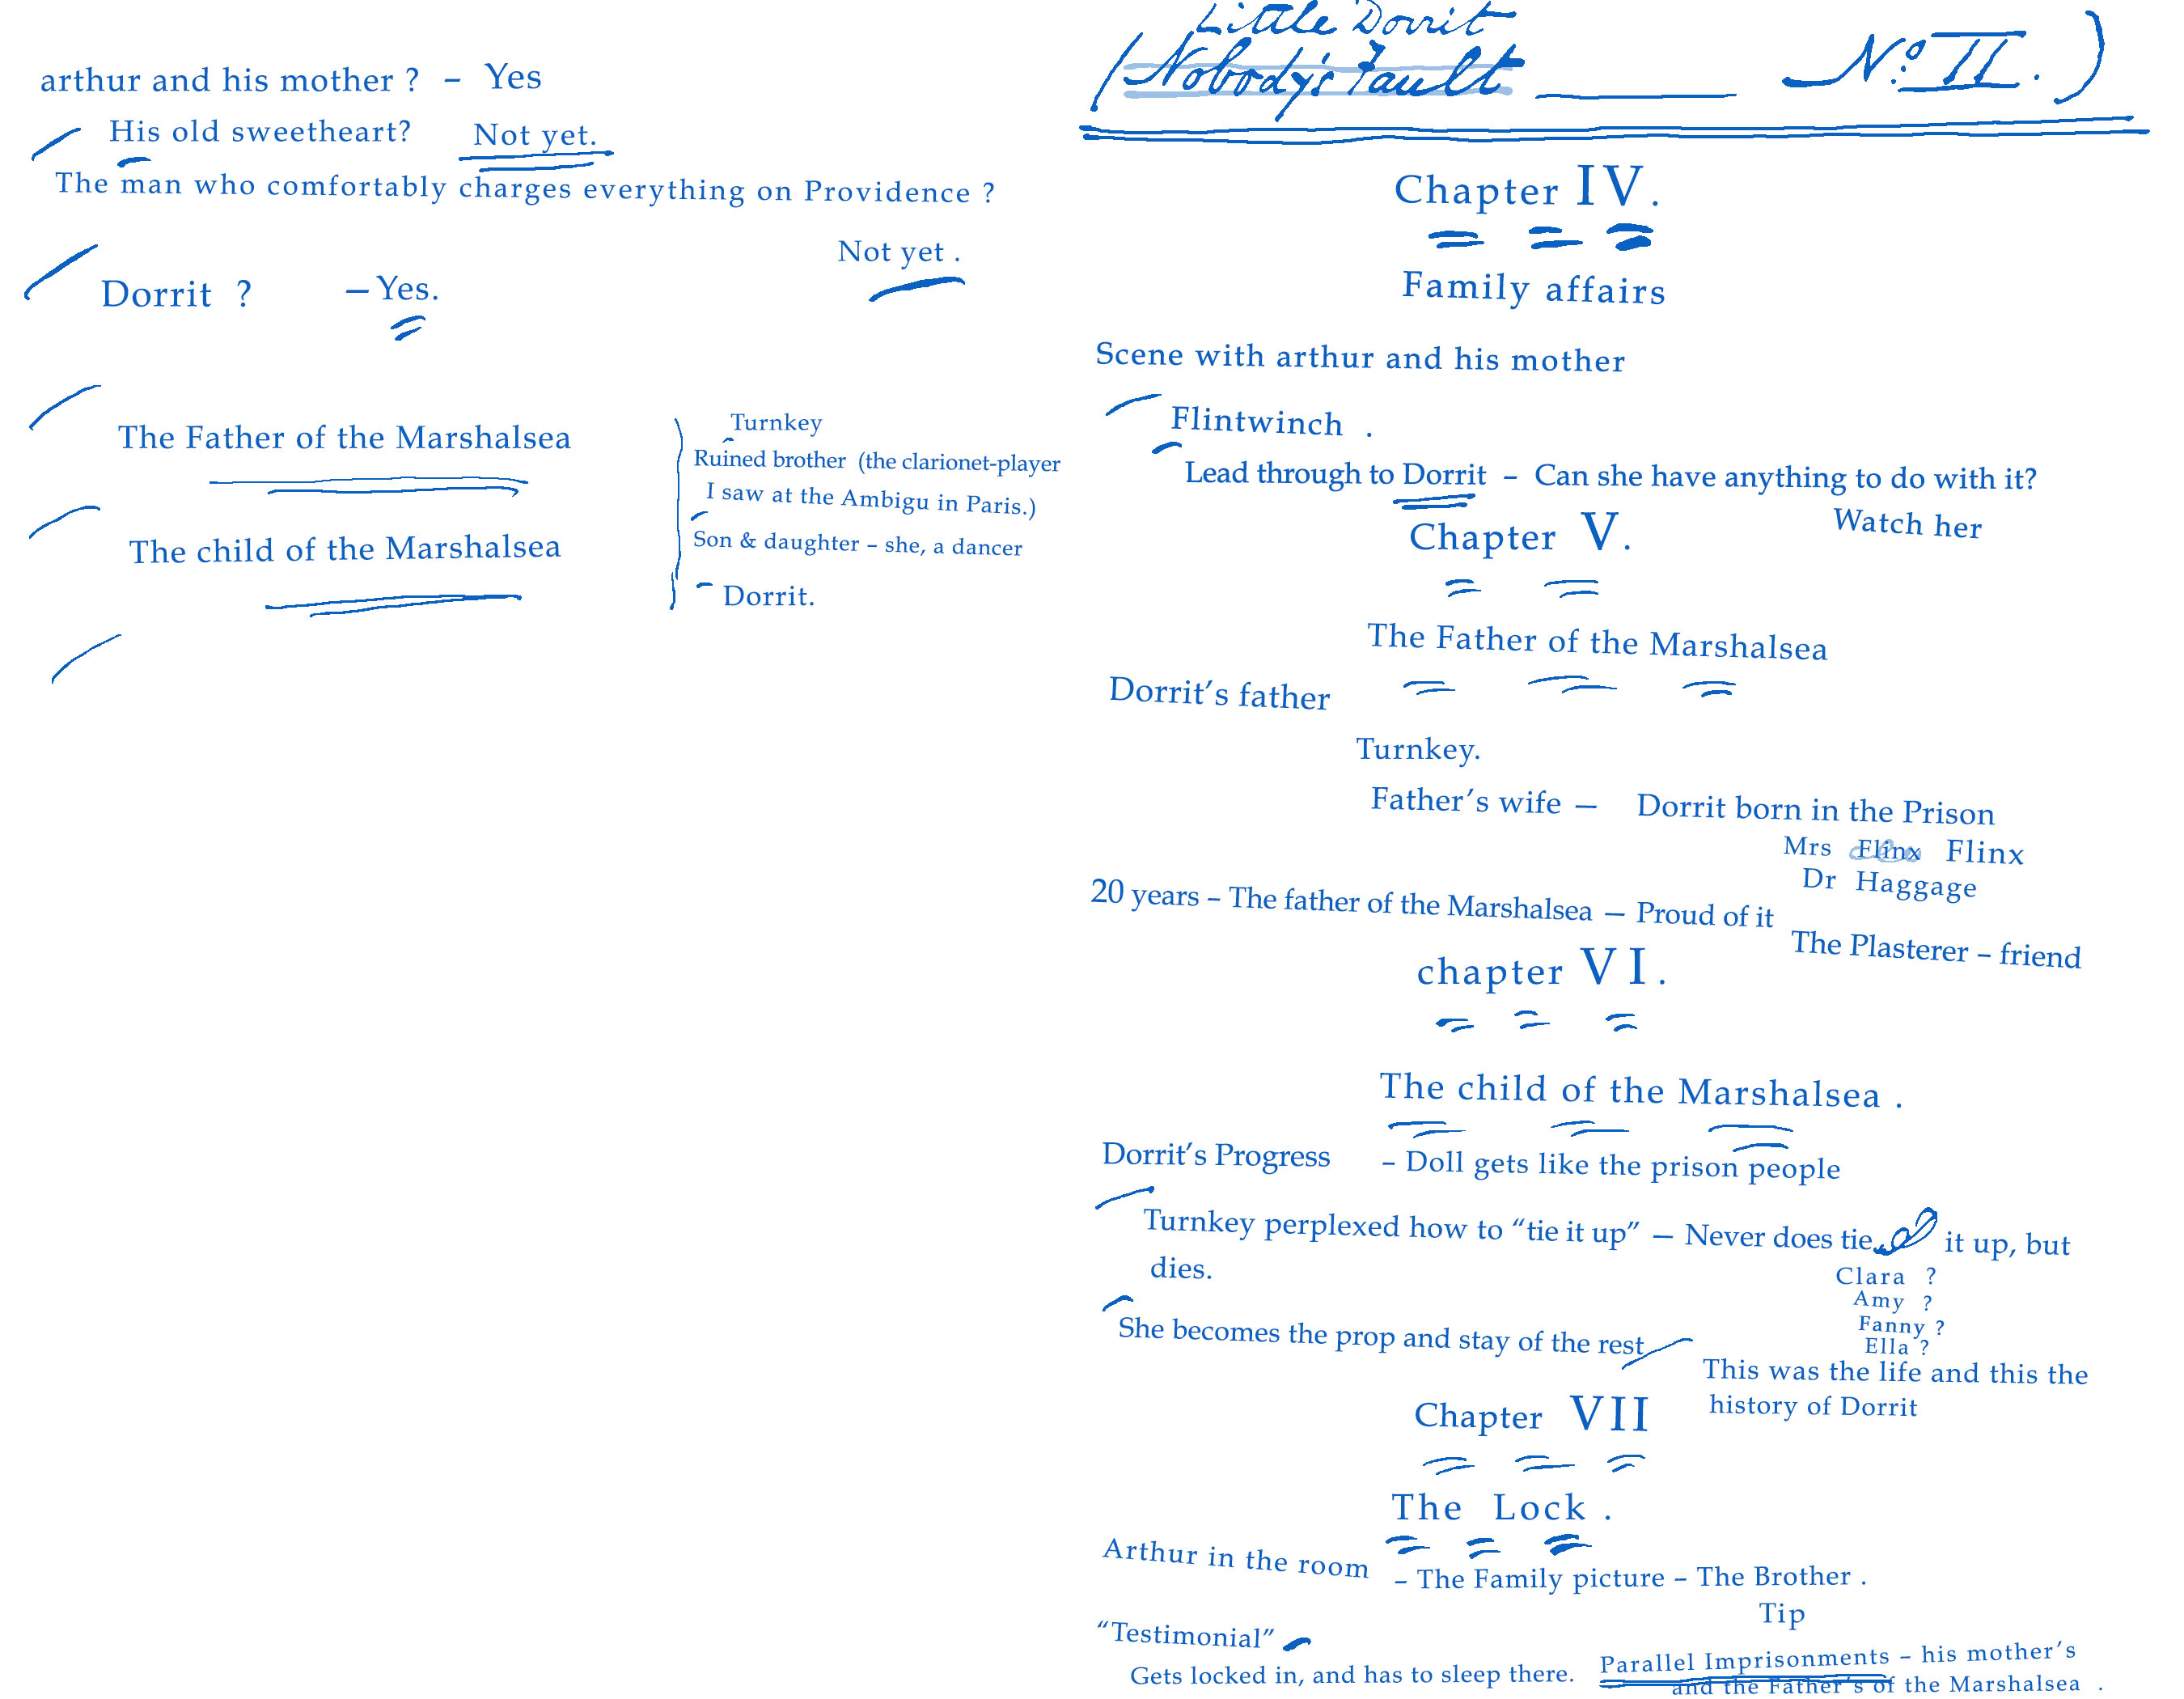 arthur and his mother ? – Yes
His old sweetheart? Not yet.
The man who comfortably charges everything on Providence ?
Not yet .
Dorrit ? – Yes.
The Father of the Marshalsea
The child of the Marshalsea
Turnkey
Ruined brother (the clarionet-player
I saw at the Ambigu in Paris.)
Son & daughter – she, a dancer
Dorrit.
Little Dorrit
(Nobody's Fault ——— No. II.)
Chapter IV.
Family affairs
Scene with arthur and his mother
Flintwinch .
Lead through to Dorrit – Can she have anything to do with it?
Watch her
Chapter V.
The Father of the Marshalsea
Dorrit's father
Turnkey.
Father's wife — Dorrit born in the Prison
Mrs Flinx Flinx
Dr Haggage
20 years – The father of the Marshalsea — Proud of it
The Plasterer – friend
chapter VI.
The child of the Marshalsea .
Dorrit's Progress – Doll gets like the prison people
Turnkey perplexed how to "tie it up" — Never does tie it up, but
dies.
Clara ?
Amy ?
Fanny ?
Ella ?
She becomes the prop and stay of the rest
This was the life and this the
history of Dorrit
Chapter VII
The Lock .
Arthur in the room – The Family picture – The Brother .
Tip
"Testimonial"
Gets locked in, and has to sleep there.
Parallel Imprisonments – his mother's
and the Father's of the Marshalsea .